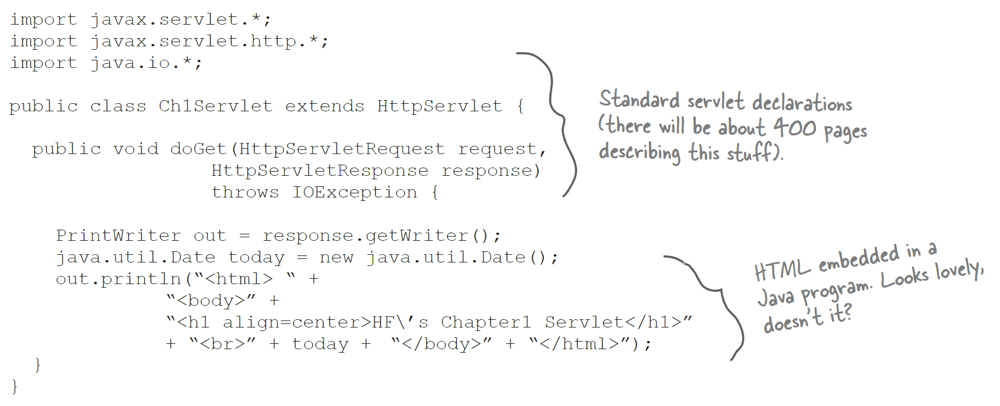 import javax.servlet.*;
import javax.servlet.http.*;
import java.io.*;
public class Ch1Servlet extends HttpServlet {
public void doGet(HttpServletRequest request,
HttpServletResponse response)
throws IOException {
PrintWriter out = response.getWriter();
java.util.Date today = new java.util.Date();
out.println(“<html> “ +
“<body>” +
“<h1 align=center>HF\’s Chapter1 Servlet</h1>”
+ “<br>” + today + “</body>” + “</html>”);
}
}
Standard servlet declarations
(there will be about 400 pages
describing this stuff).
HTML embedded in a
Java program. Looks lovely,
doesn’t it?